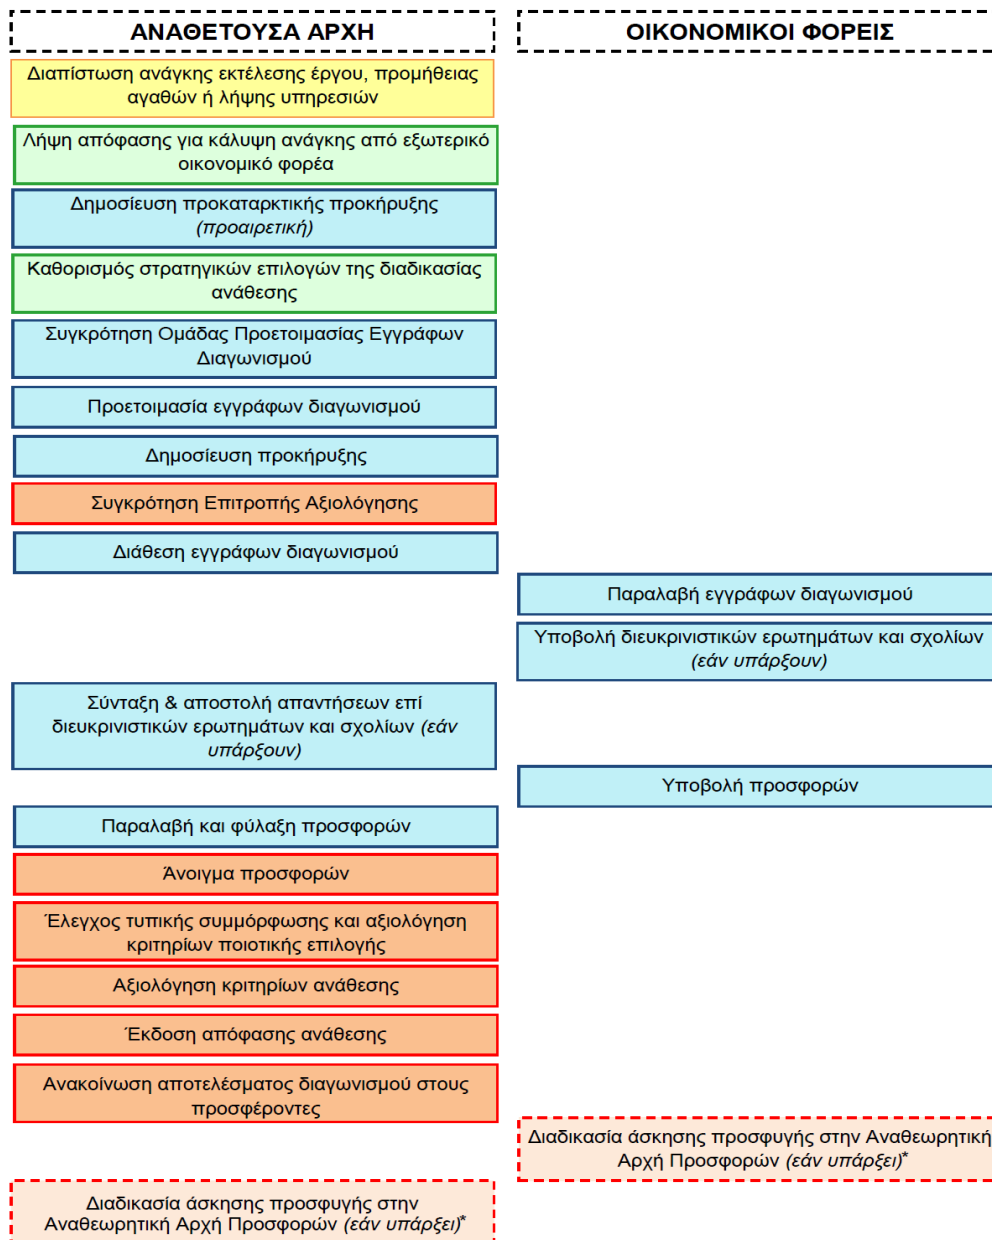 ΑΝΑΘΕΤΟΥΣΑ ΑΡΧΗ
ΟΙΚΟΝΟΜΙΚΟΙ ΦΟΡΕΙΣ
Διαπίστωση ανάγκης εκτέλεσης έργου, προμήθειας
αγαθών ή λήψης υπηρεσιών
Λήψη απόφασης για κάλυψη ανάγκης από εξωτερικό
οικονομικό φορέα
Δημοσίευση προκαταρκτικής προκήρυξης
(προαιρετική)
Καθορισμός στρατηγικών επιλογών της διαδικασίας
ανάθεσης
Συγκρότηση Ομάδας Προετοιμασίας Εγγράφων
Διαγωνισμού
Προετοιμασία εγγράφων διαγωνισμού
Δημοσίευση προκήρυξης
Συγκρότηση Επιτροπής Αξιολόγησης
Διάθεση εγγράφων διαγωνισμού
Παραλαβή εγγράφων διαγωνισμού
Υποβολή διευκρινιστικών ερωτημάτων και σχολίων
(εάν υπάρξουν)
Σύνταξη & αποστολή απαντήσεων επί
διευκρινιστικών ερωτημάτων και σχολίων (εάν
υπάρξουν)
Υποβολή προσφορών
Παραλαβή και φύλαξη προσφορών
Άνοιγμα προσφορών
Έλεγχος τυπικής συμμόρφωσης και αξιολόγηση
κριτηρίων ποιοτικής επιλογής
Αξιολόγηση κριτηρίων ανάθεσης
Έκδοση απόφασης ανάθεσης
Ανακοίνωση αποτελέσματος διαγωνισμού στους
προσφέροντες
Διαδικασία άσκησης προσφυγής στην Αναθεωρητική
Αρχή Προσφορών (εάν υπάρξει)*
Διαδικασία άσκησης προσφυγής στην
Αναθεωρητική Αρχή Προσφορών (εάν υπάρξει)*